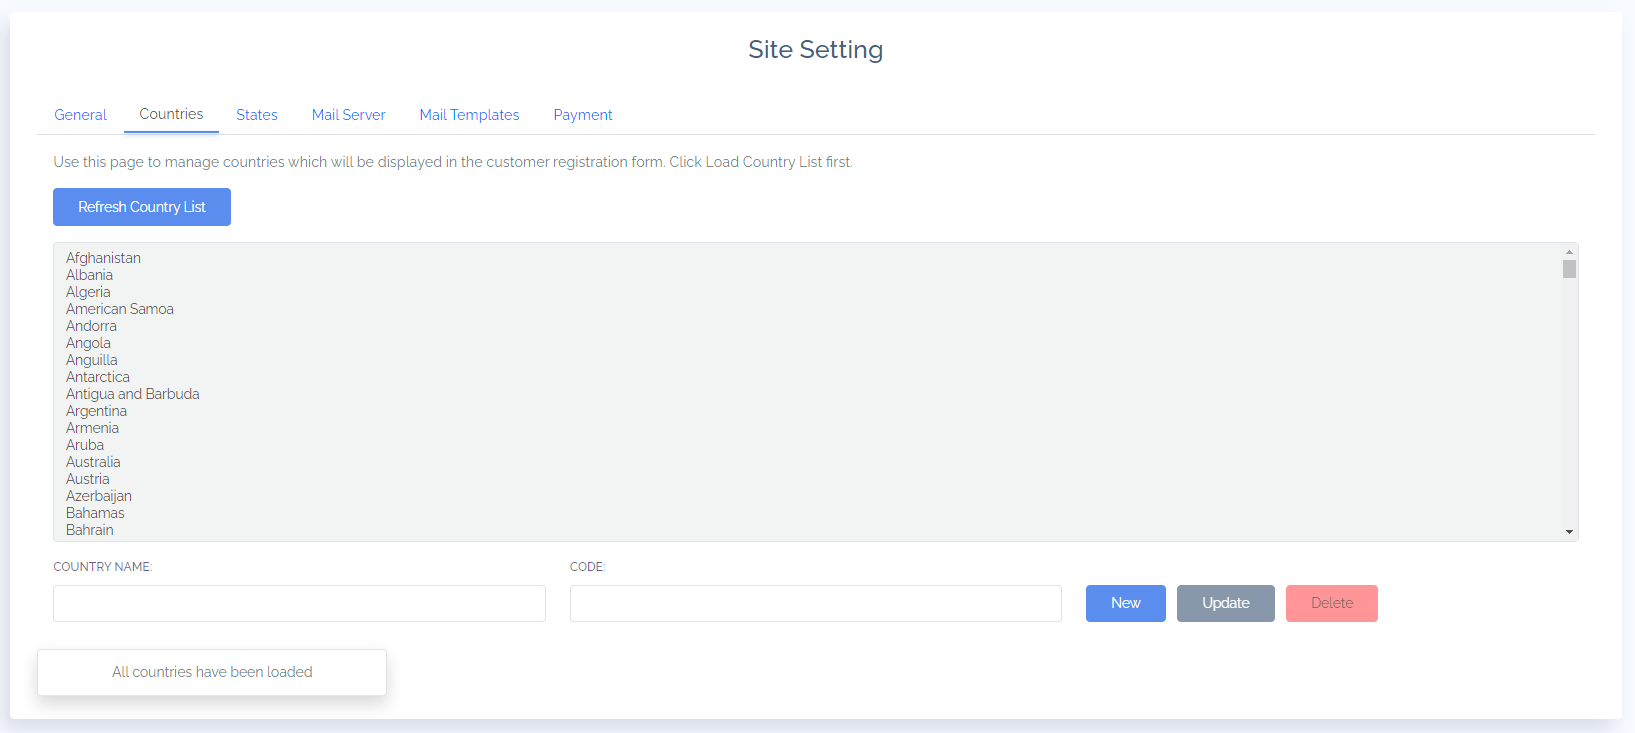 Site Setting
General Countries States Mail Server Mail Templates Payment
Use this page to manage countries which will be displayed in the customer registration form. Click Load Country List first.
Refresh Country List
Afghanistan
Albania
Algeria
American Samoa
Andorra
Angola
Anguilla
Antarctica
Antigua and Barbuda
Argentina
Armenia
Aruba
Australia
Austria
Azerbaijan
Bahamas
Bahrain
COUNTRY NAME: CODE:
New Update Delete
All countries have been loaded